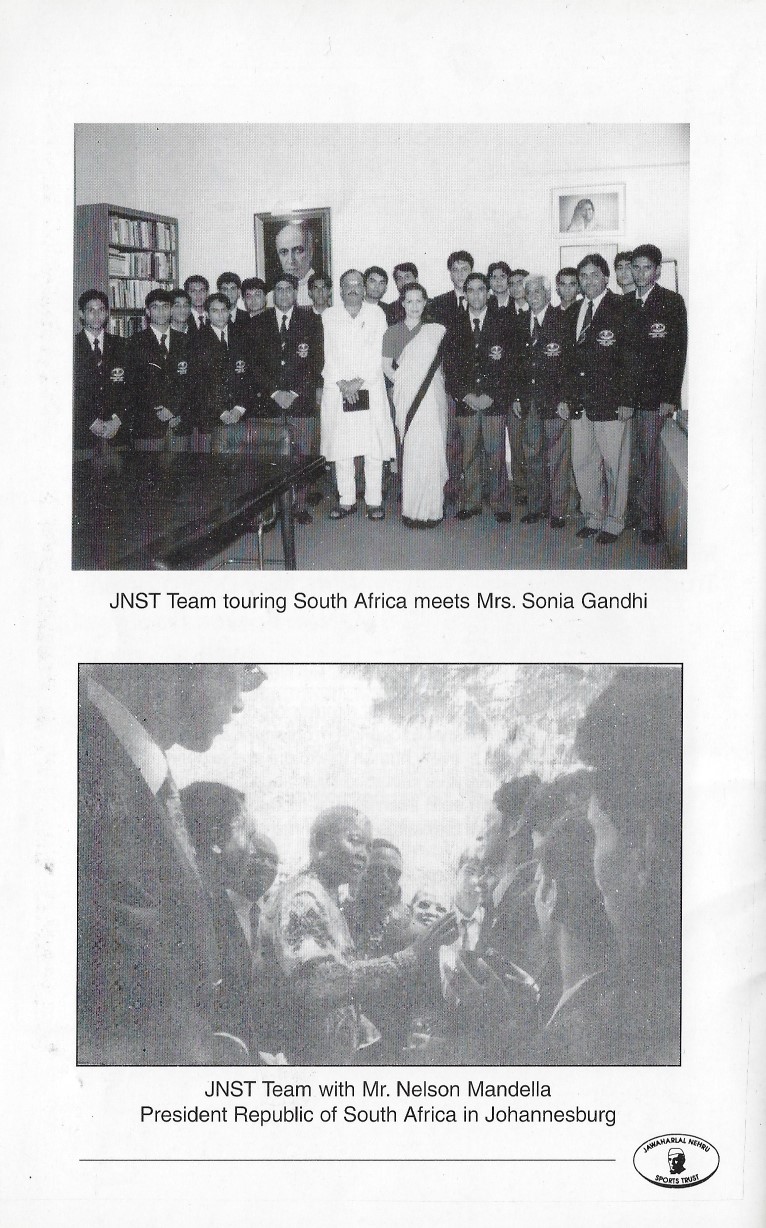 JNST Team touring South Africa meets Mrs. Sonia Gandhi
JNST Team with Mr. Nelson Mandella
President Republic of South Africa in Johannesburg
JAWAHARLAL NEHRU
SPORTS TRUST